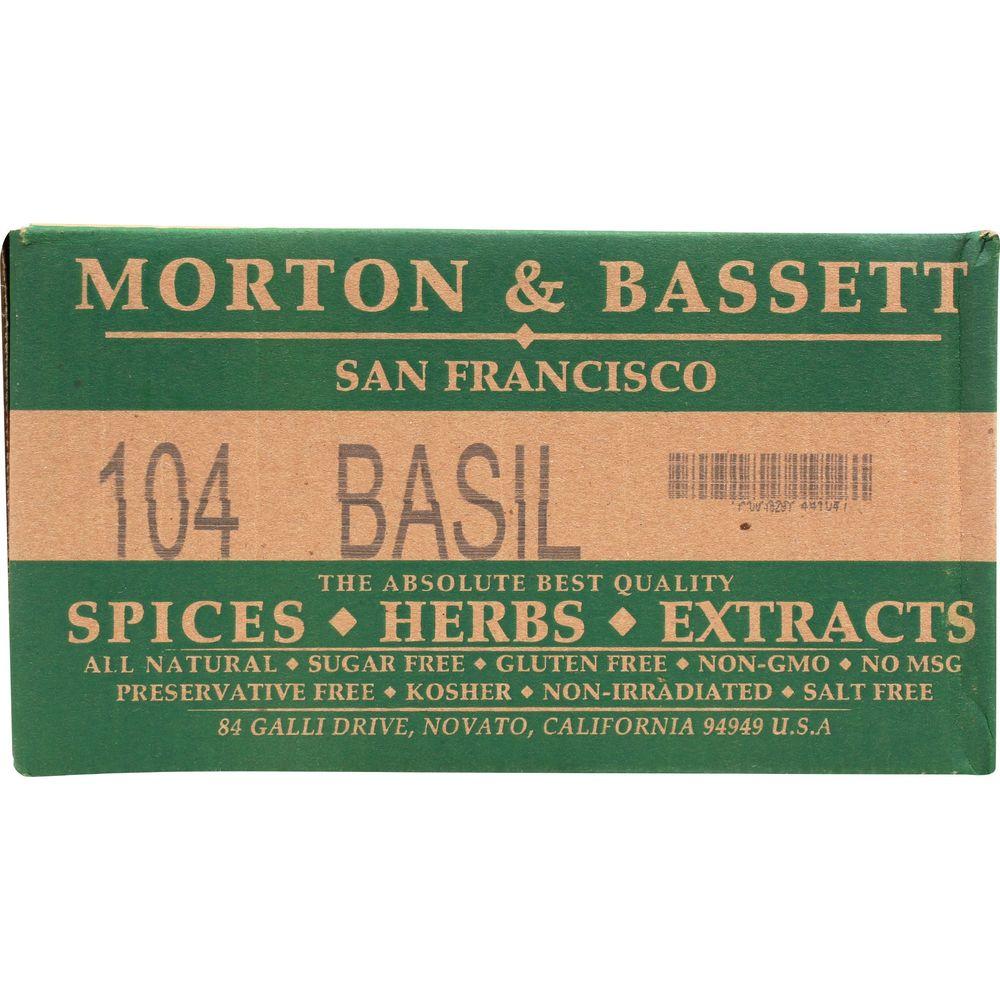 MORTON & BASSETT
SAN FRANCISCO
104 BASIL
THE ABSOLUTE BEST QUALITY
SPICES ◆ HERBS ◆ EXTRACTS
ALL NATURAL ◆ SUGAR FREE ◆ GLUTEN FREE ◆ NON-GMO ◆ NO MSG
PRESERVATIVE FREE ◆ KOSHER ◆ NON-IRRADIATED ◆ SALT FREE
84 GALLI DRIVE, NOVATO, CALIFORNIA 94949 U.S.A